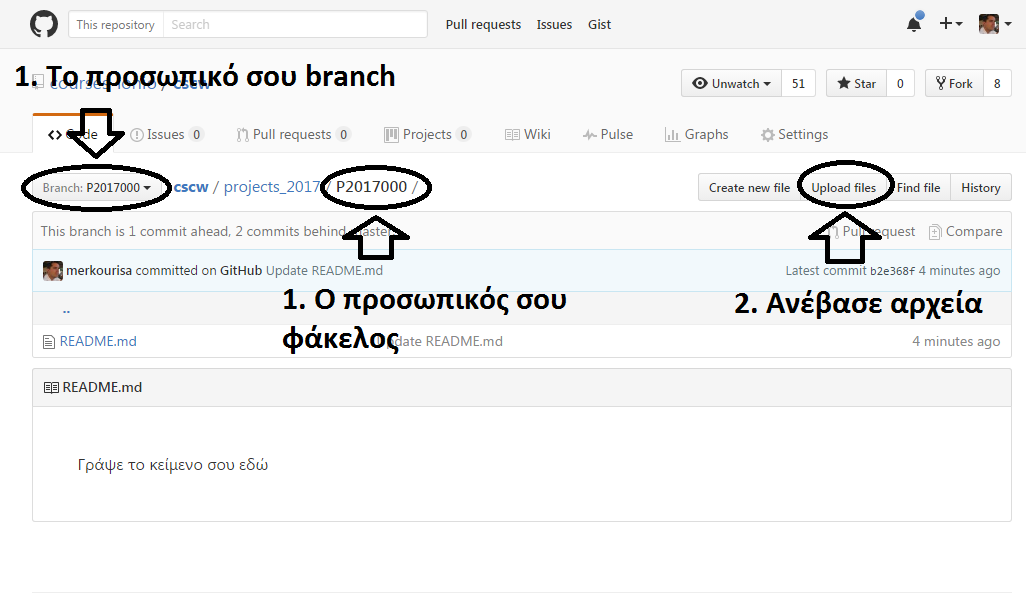 This repository Search Pull requests Issues Gist
1. Το προσωπικό σου branch
courses-ionio / cscw
Unwatch 51 Star 0 Fork 8
Code Issues 0 Pull requests 0 Projects 0 Wiki Pulse Graphs Settings
Branch: P2017000 cscw / projects_2017 / P2017000 / Create new file Upload files Find file History
This branch is 1 commit ahead, 2 commits behind master. Pull request Compare
merkourisa committed on GitHub Update README.md Latest commit b2e368f 4 minutes ago
1. Ο προσωπικός σου
φάκελος
2. Ανέβασε αρχεία
..
README.md Update README.md 4 minutes ago
README.md
Γράψε το κείμενο σου εδώ